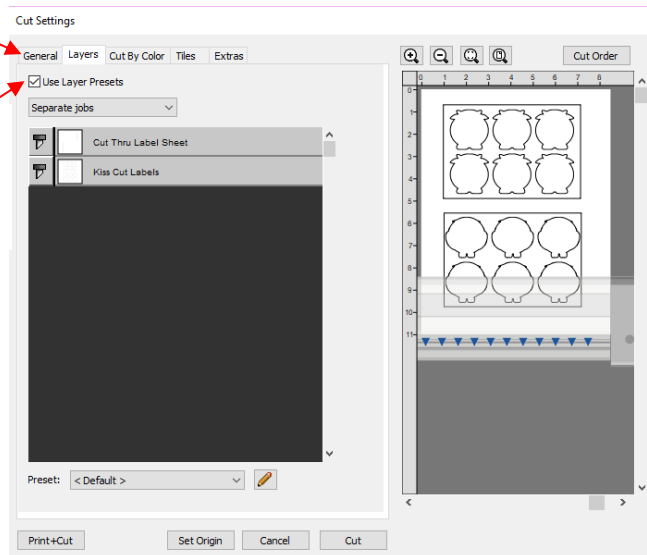 Cut Settings
General Layers Cut By Color Tiles Extras
Cut Order
Use Layer Presets
Separate jobs
Cut Thru Label Sheet
Kiss Cut Labels
Preset: < Default >
Print+Cut Set Origin Cancel Cut
0 1 2 3 4 5 6 7 8
0
1
2
3
4
5
6
7
8
9
10
11